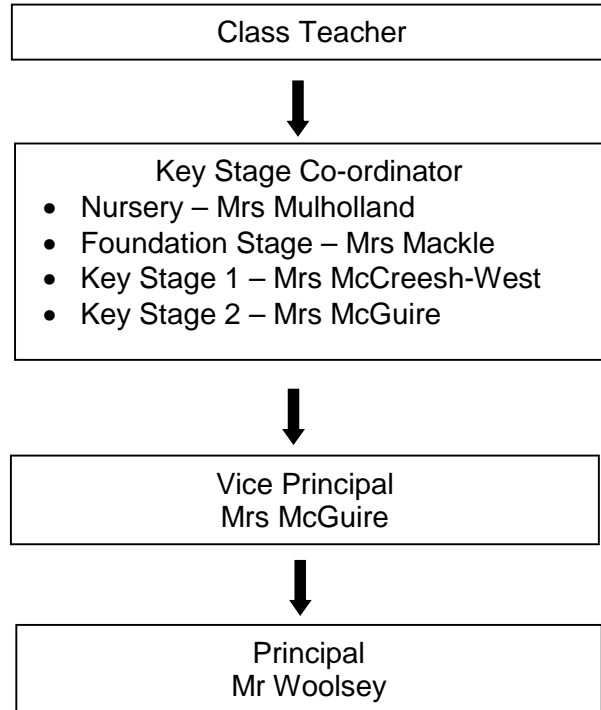 Class Teacher
Key Stage Co-ordinator
• Nursery – Mrs Mulholland
• Foundation Stage – Mrs Mackle
• Key Stage 1 – Mrs McCreesh-West
• Key Stage 2 – Mrs McGuire
Vice Principal
Mrs McGuire
Principal
Mr Woolsey